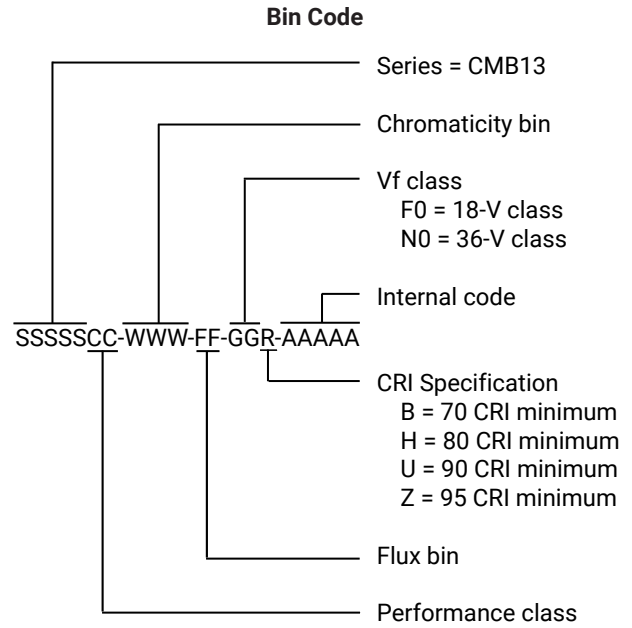 Bin Code
Series = CMB13
Chromaticity bin
Vf class
F0 = 18-V class
N0 = 36-V class
Internal code
SSSSSCC-WWW-FF-GGR-AAAAA
CRI Specification
B = 70 CRI minimum
H = 80 CRI minimum
U = 90 CRI minimum
Z = 95 CRI minimum
Flux bin
Performance class